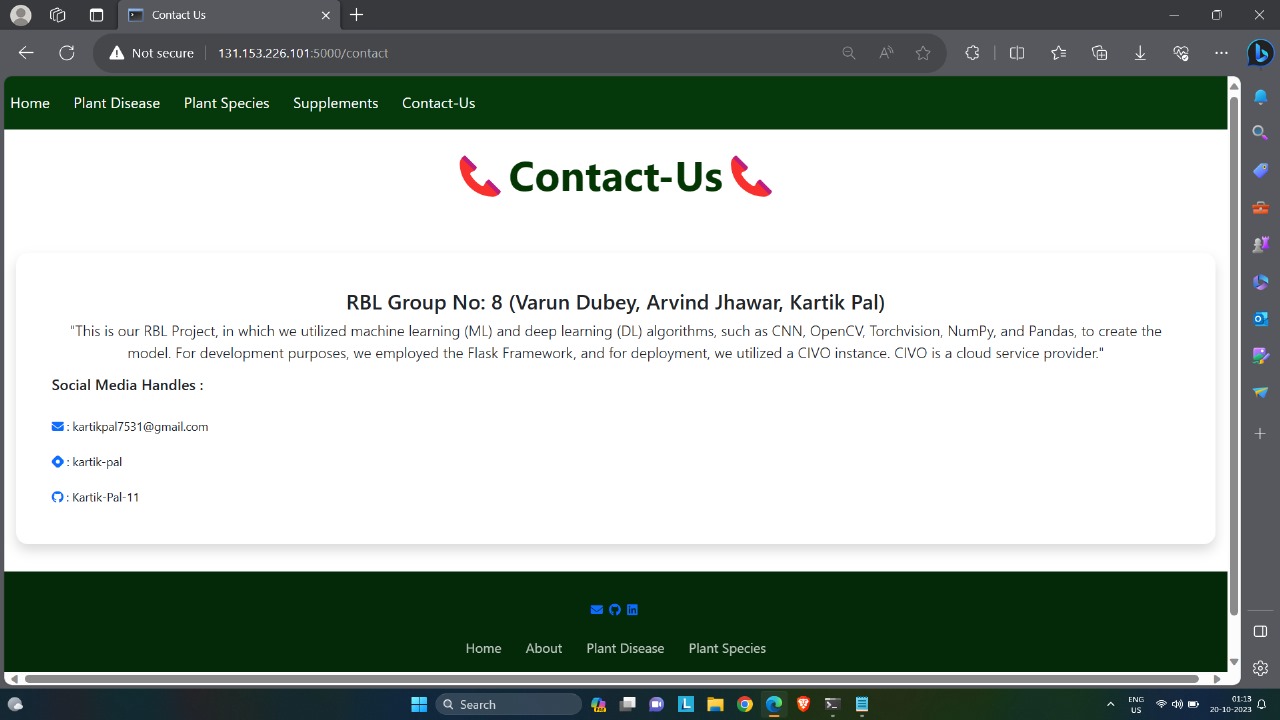 Contact Us
Not secure
131.153.226.101:5000/contact
Home Plant Disease Plant Species Supplements Contact-Us
Contact-Us
RBL Group No: 8 (Varun Dubey, Arvind Jhawar, Kartik Pal)
"This is our RBL Project, in which we utilized machine learning (ML) and deep learning (DL) algorithms, such as CNN, OpenCV, Torchvision, NumPy, and Pandas, to create the
model. For development purposes, we employed the Flask Framework, and for deployment, we utilized a CIVO instance. CIVO is a cloud service provider."
Social Media Handles :
: kartikpal7531@gmail.com
: kartik-pal
: Kartik-Pal-11
Home About Plant Disease Plant Species
Search
ENG
US
01:13
20-10-2023